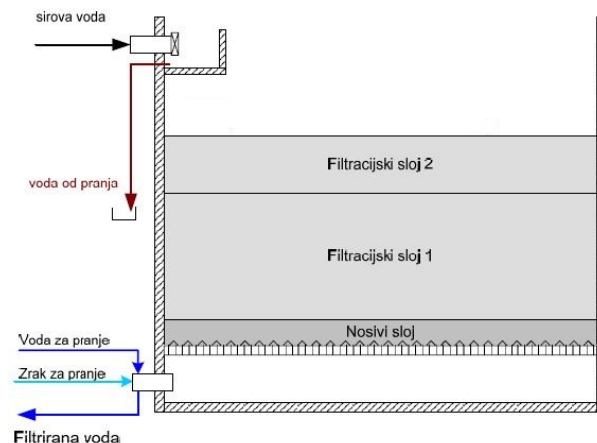 sirova voda
Filtracijski sloj 2
voda od pranja
Filtracijski sloj 1
Nosivi sloj
Voda za pranje
Zrak za pranje
Filtrirana voda